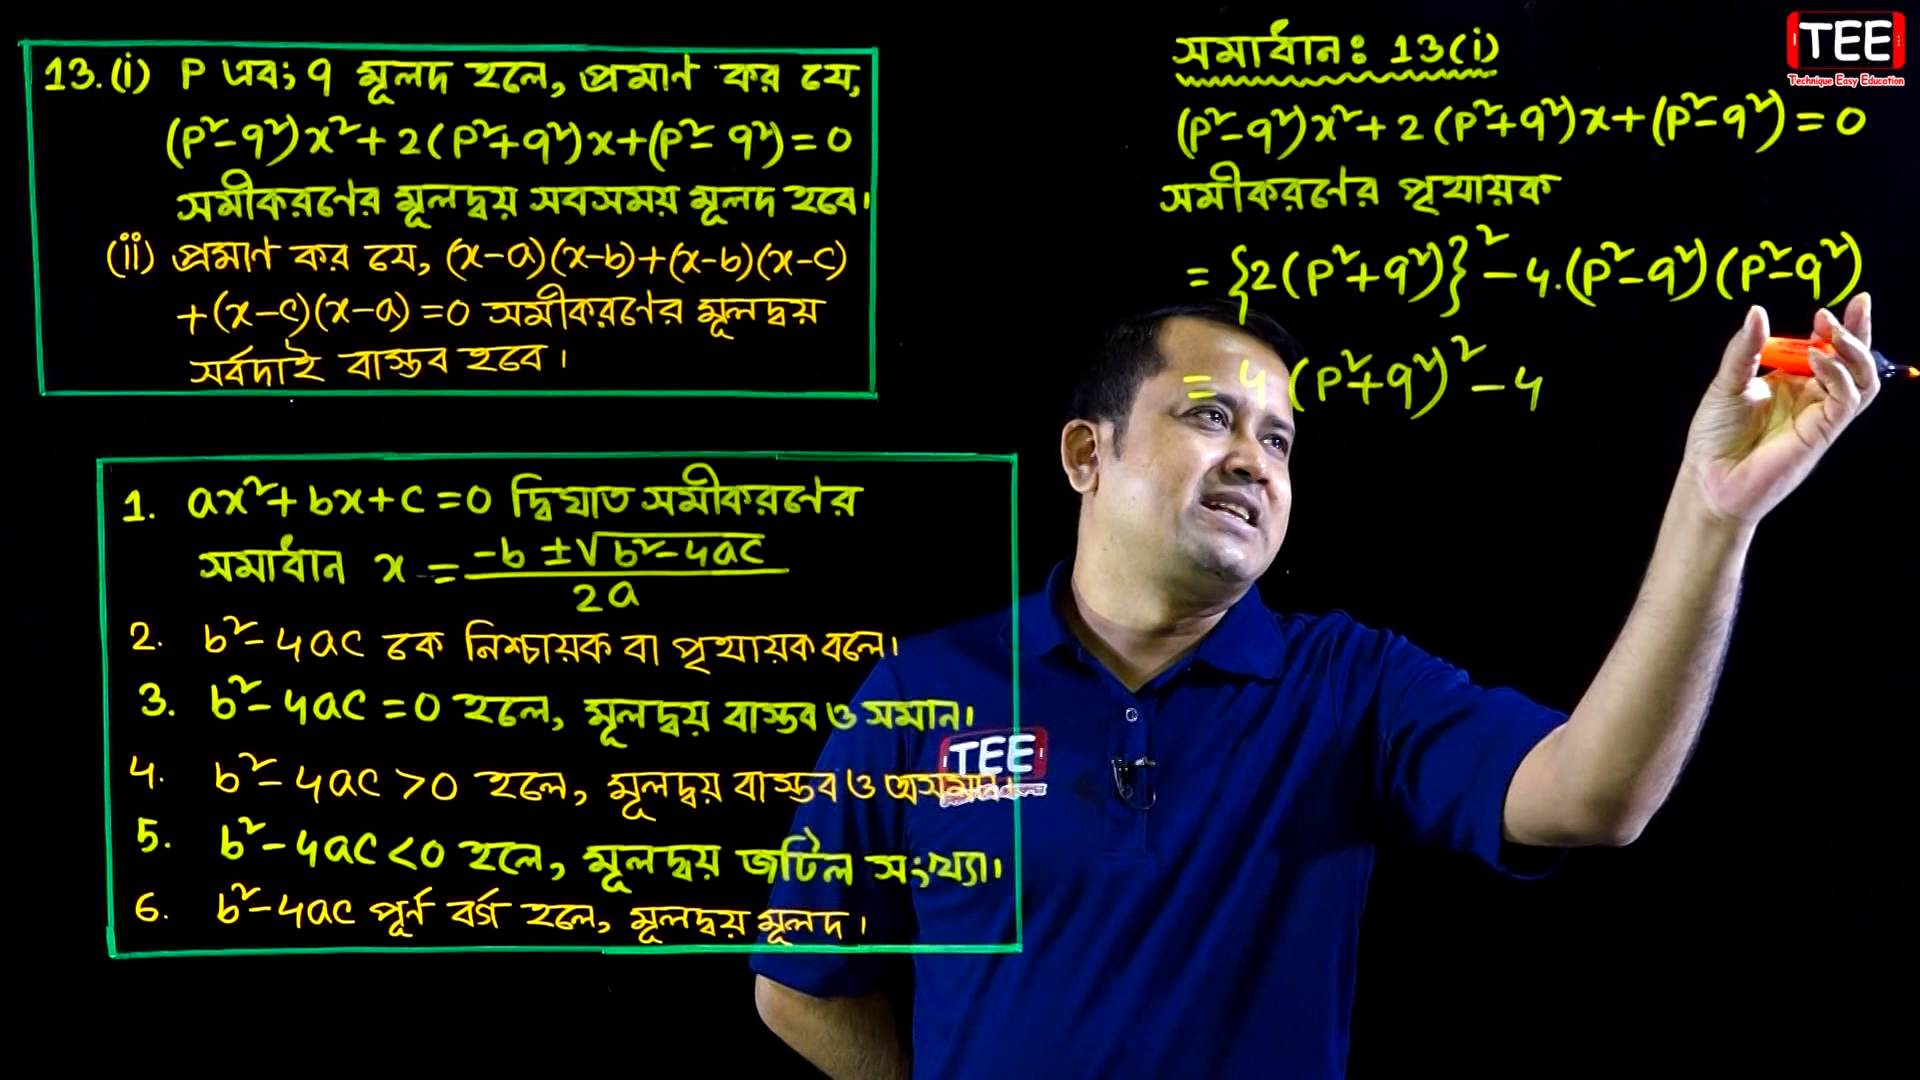 13.(i) P এবং q মূলদ হলে, প্রমাণ কর যে,
(p²-q²)x²+2(p²+q²)x+(p²-q²)=0
সমীকরণের মূলদ্বয় সবসময় মূলদ হবে।
(ii) প্রমাণ কর যে, (x-a)(x-b)+(x-b)(x-c)
+(x-c)(x-a)=0 সমীকরণের মূলদ্বয়
সর্বদাই বাস্তব হবে।
1. ax²+bx+c=0 দ্বিঘাত সমীকরণের
সমাধান x = (-b ±√(b²-4ac))/2a
2. b²-4ac কে নিশ্চায়ক বা পৃথায়ক বলে।
3. b²-4ac=0 হলে, মূলদ্বয় বাস্তব ও সমান।
4. b²-4ac>0 হলে, মূলদ্বয় বাস্তব ও অসমান।
5. b²-4ac<0 হলে, মূলদ্বয় জটিল সংখ্যা।
6. b²-4ac পূর্ন বর্গ হলে, মূলদ্বয় মূলদ।
সমাধান: 13(i)
(p²-q²)x²+2(p²+q²)x+(p²-q²)=0
সমীকরণের পৃথায়ক
= {2(p²+q²)}²-4.(p²-q²)(p²-q²)
= 4(p²+q²)²-4
TEE
Technique Easy Education
TEE